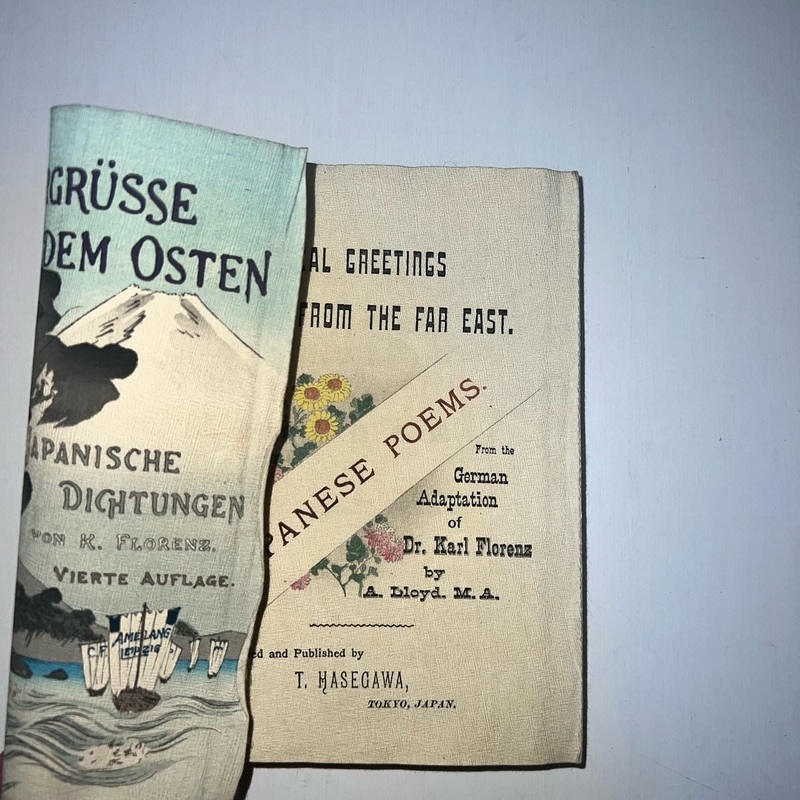 GRÜSSE
DEM OSTEN
APANISCHE
DICHTUNGEN
VON K. FLORENZ.
VIERTE AUFLAGE.
C.F. AMELANG
LEIPZIG
AL GREETINGS
FROM THE FAR EAST.
PANESE POEMS.
From the
German
Adaptation
of
Dr. Karl Florenz
by
A. Lloyd. M. A.
ed and Published by
T. HASEGAWA,
TOKYO, JAPAN.